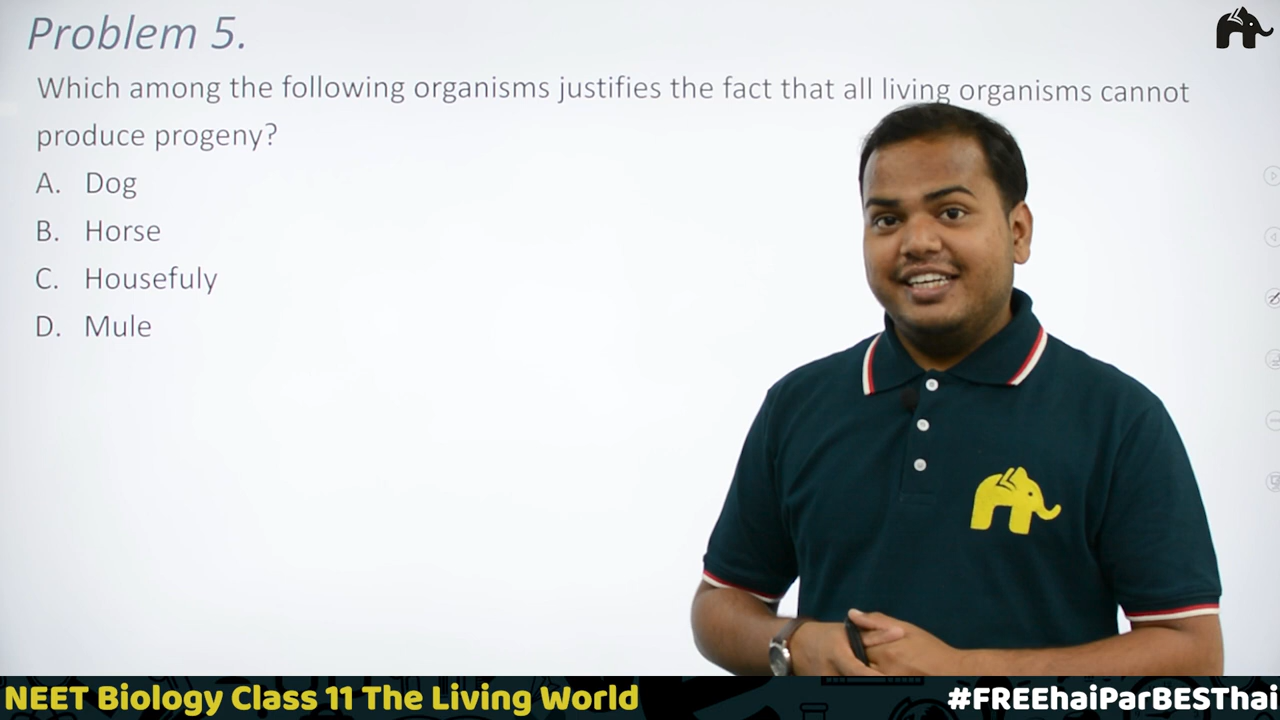 Problem 5.
Which among the following organisms justifies the fact that all living organisms cannot
produce progeny?
A. Dog
B. Horse
C. Housefuly
D. Mule
NEET Biology Class 11 The Living World
#FREEhaiParBESThai